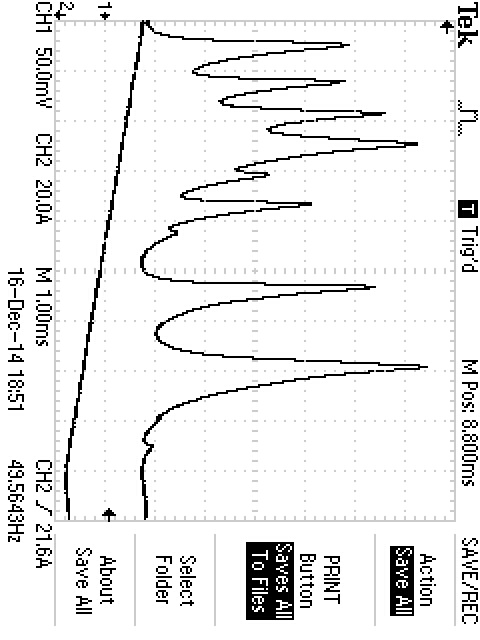 Tek
T Trig'd
M Pos: 8.800ms
SAVE/REC
Action
Save All
PRINT
Button
Saves All
To Files
Select
Folder
About
Save All
1
2
CH1 50.0mV
CH2 20.0A
M 1.00ms
CH2 / 21.6A
16-Dec-14 18:51
49.5643Hz